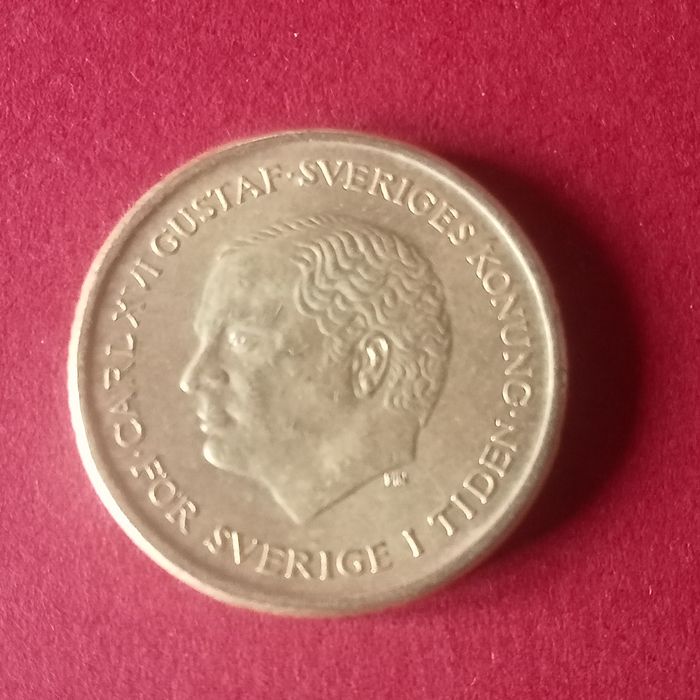 CARL XVI GUSTAF·SVERIGES KONUNG·
FÖR SVERIGE I TIDEN·